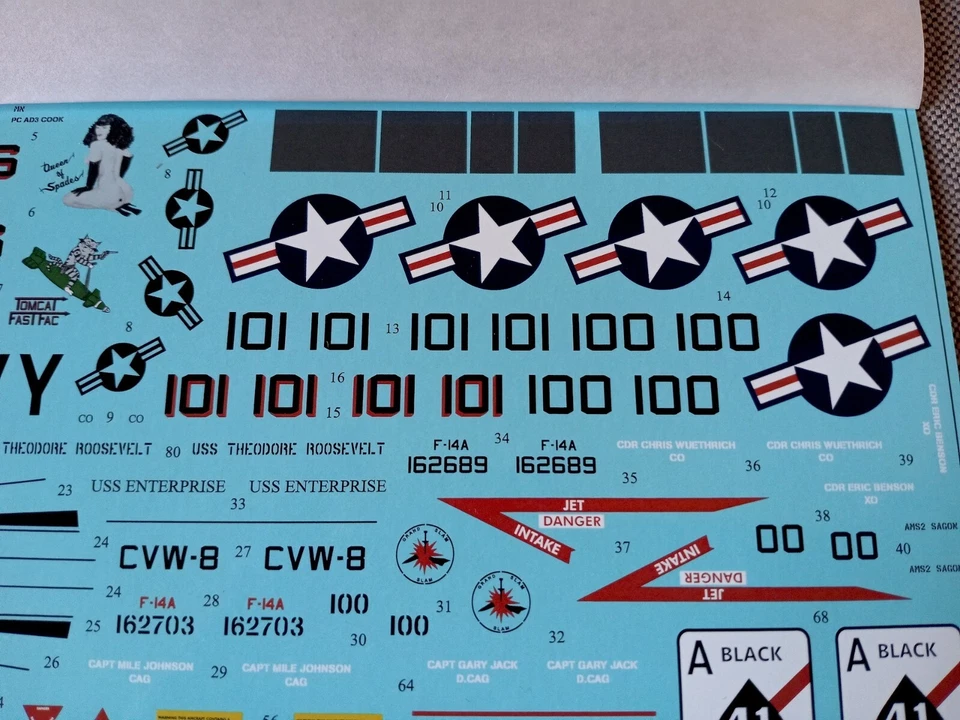 PC AD3 COOK
5
Queen
of
Spades
8
11
10
12
10
6
14
TOMCAT
FAST FAC
8
101 101 13 101 101 100 100
16
101 101 15 101 101 100 100
CO 9 CO
THEODORE ROOSEVELT 80 USS THEODORE ROOSEVELT
F-14A 34 F-14A
162689 162689
CDR CHRIS WUETHRICH
CO
CDR CHRIS WUETHRICH
CO
CDR ERIC BENSON
XO
35
36
39
23 USS ENTERPRISE USS ENTERPRISE
33
CDR ERIC BENSON
XO
JET
DANGER
INTAKE
GRAND SLAM
38
00 00
AMS2 SAGON
40
AMS2 SAGON
24 CVW-8 27 CVW-8
37
INTAKE
DANGER
JET
GRAND SLAM
24
F-14A 28 F-14A
162703 162703
100
31
100
25
30
32
68
26
CAPT MILE JOHNSON
CAG
29
CAPT MILE JOHNSON
CAG
CAPT GARY JACK
D.CAG
CAPT GARY JACK
D.CAG
64
A BLACK
41
A BLACK
41